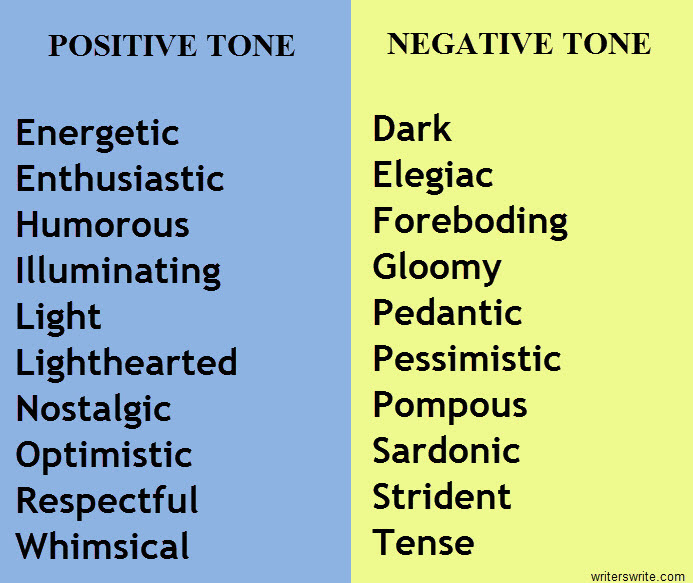 POSITIVE TONE
Energetic
Enthusiastic
Humorous
Illuminating
Light
Lighthearted
Nostalgic
Optimistic
Respectful
Whimsical
NEGATIVE TONE
Dark
Elegiac
Foreboding
Gloomy
Pedantic
Pessimistic
Pompous
Sardonic
Strident
Tense
writerswrite.com